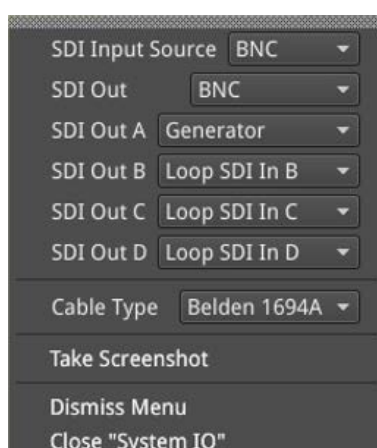 SDI Input Source BNC
SDI Out BNC
SDI Out A Generator
SDI Out B Loop SDI In B
SDI Out C Loop SDI In C
SDI Out D Loop SDI In D
Cable Type Belden 1694A
Take Screenshot
Dismiss Menu
Close "System IO"